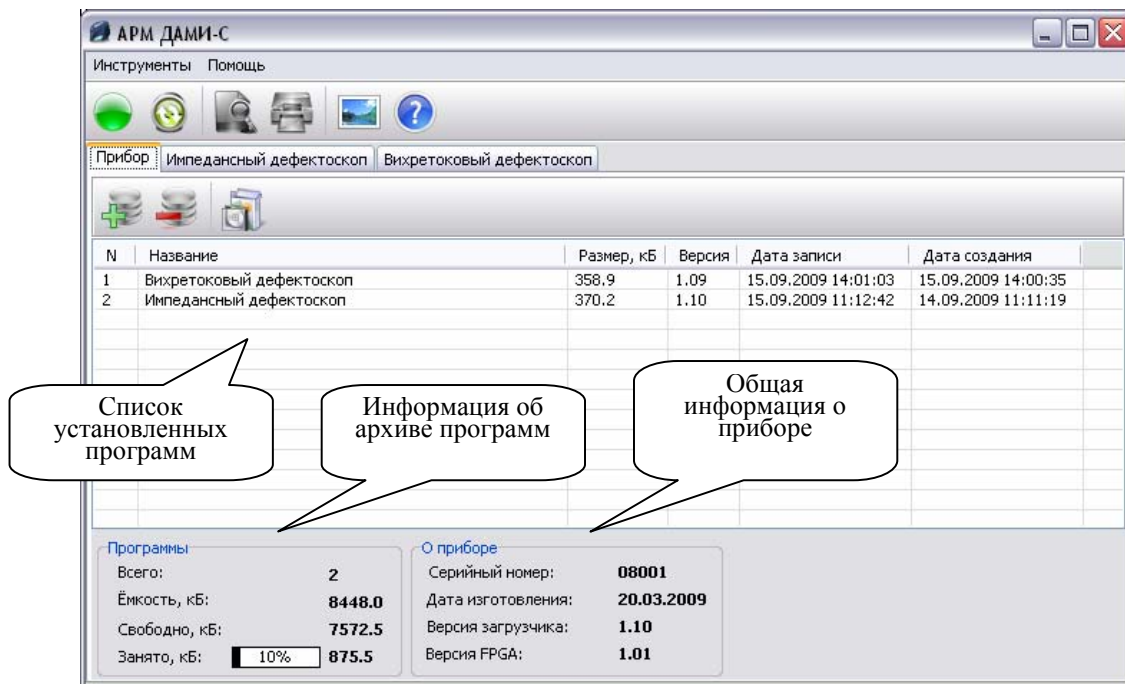 АРМ ДАМИ-С
Инструменты Помощь
Прибор Импедансный дефектоскоп Вихретоковый дефектоскоп
N Название Размер, кБ Версия Дата записи Дата создания
1 Вихретоковый дефектоскоп 358.9 1.09 15.09.2009 14:01:03 15.09.2009 14:00:35
2 Импедансный дефектоскоп 370.2 1.10 15.09.2009 11:12:42 14.09.2009 11:11:19
Список
установленных
программ
Информация об
архиве программ
Общая
информация о
приборе
Программы
Всего: 2
Ёмкость, кБ: 8448.0
Свободно, кБ: 7572.5
Занято, кБ: 10% 875.5
О приборе
Серийный номер: 08001
Дата изготовления: 20.03.2009
Версия загрузчика: 1.10
Версия FPGA: 1.01